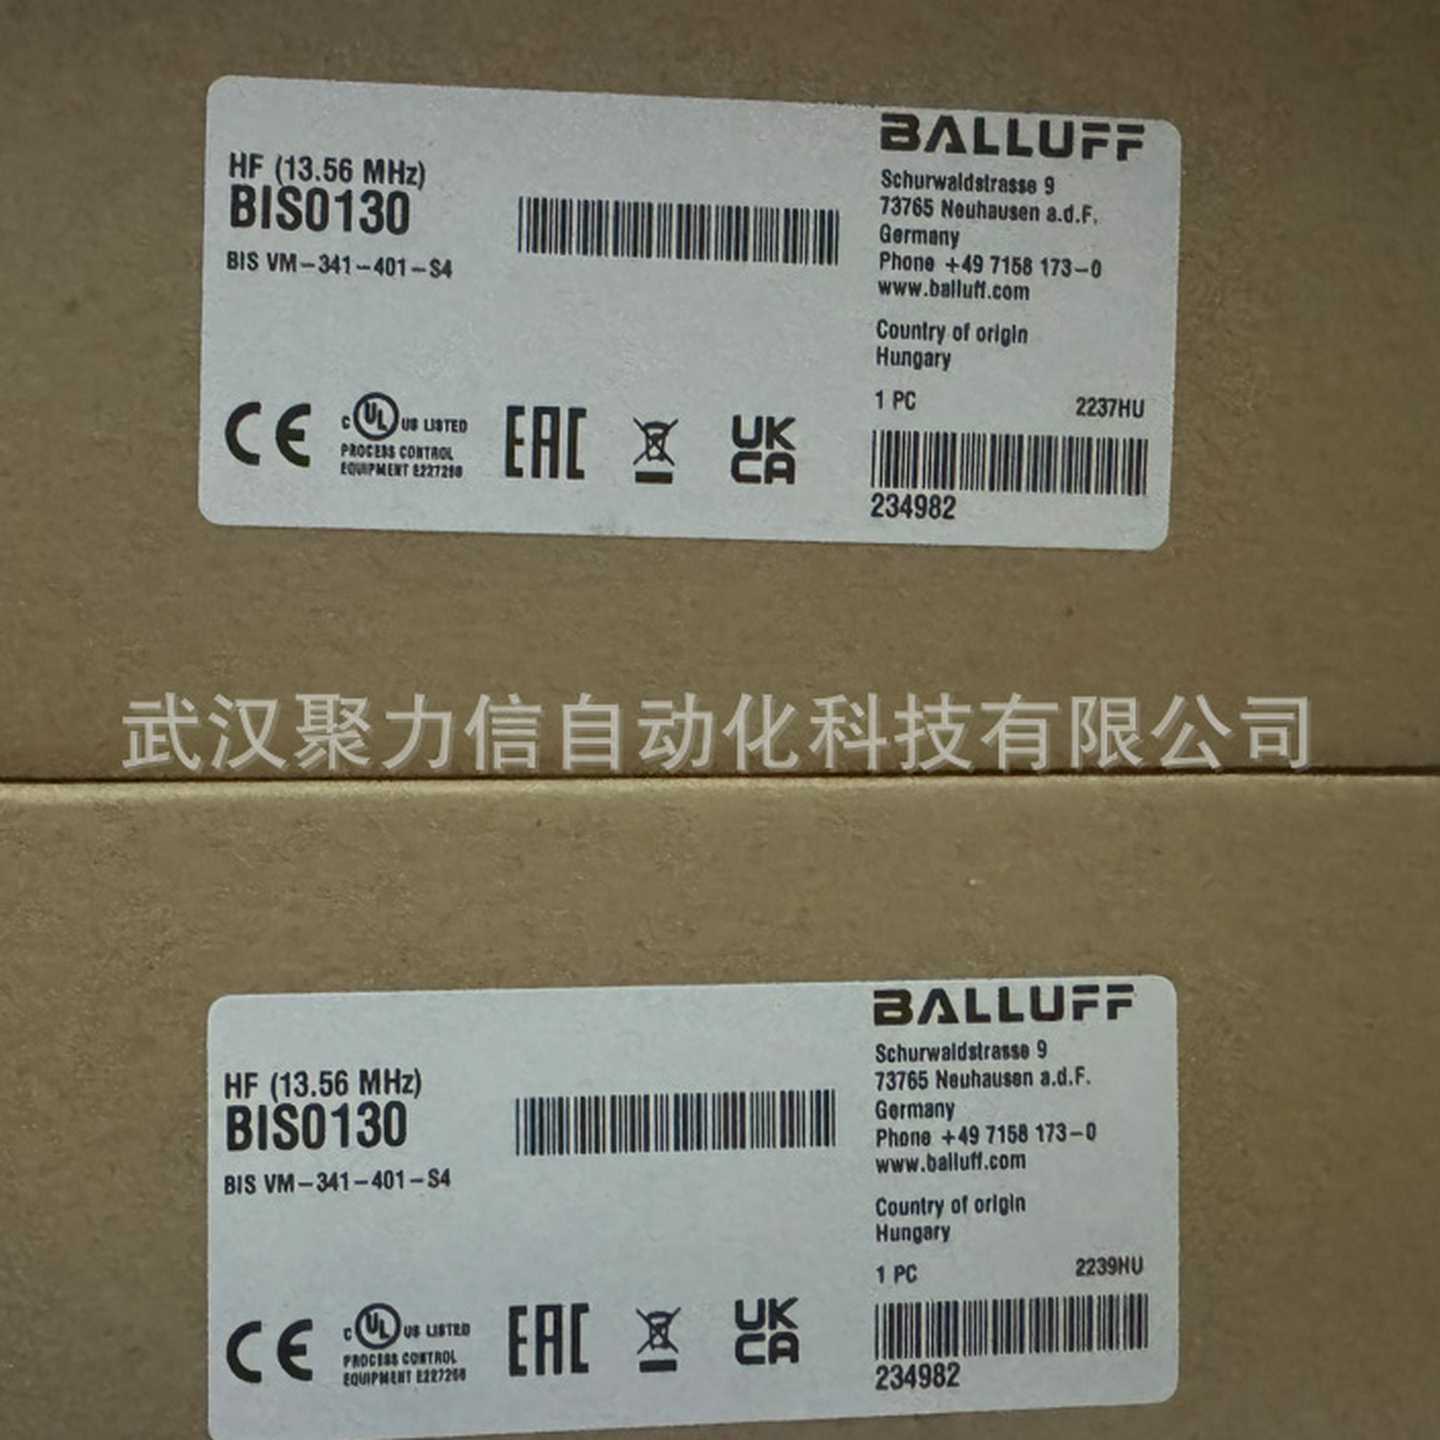 HF (13.56 MHz)
BIS0130
BIS VM-341-401-S4
BALLUFF
Schurwaldstrasse 9
73765 Neuhausen a.d.F.
Germany
Phone +49 7158 173-0
www.balluff.com
Country of origin
Hungary
1 PC 2237HU
234982
CE
C UL US LISTED
PROCESS CONTROL
EQUIPMENT E227256
EAC
UK
CA
武汉聚力信自动化科技有限公司
HF (13.56 MHz)
BIS0130
BIS VM-341-401-S4
BALLUFF
Schurwaldstrasse 9
73765 Neuhausen a.d.F.
Germany
Phone +49 7158 173-0
www.balluff.com
Country of origin
Hungary
1 PC 2239HU
234982
CE
C UL US LISTED
PROCESS CONTROL
EQUIPMENT E227256
EAC
UK
CA